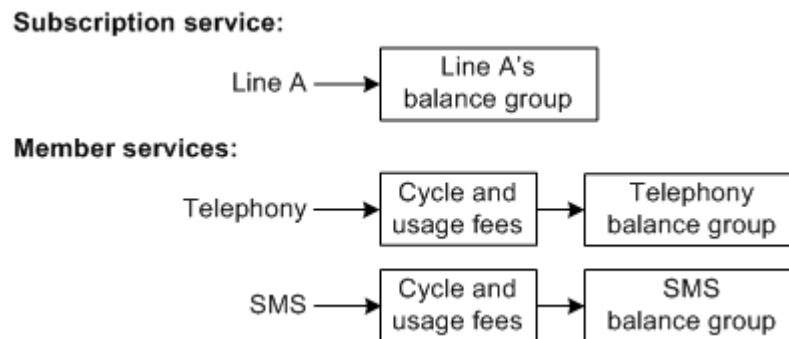 Subscription service:
Line A
Line A's
balance group
Member services:
Telephony
Cycle and
usage fees
Telephony
balance group
SMS
Cycle and
usage fees
SMS
balance group